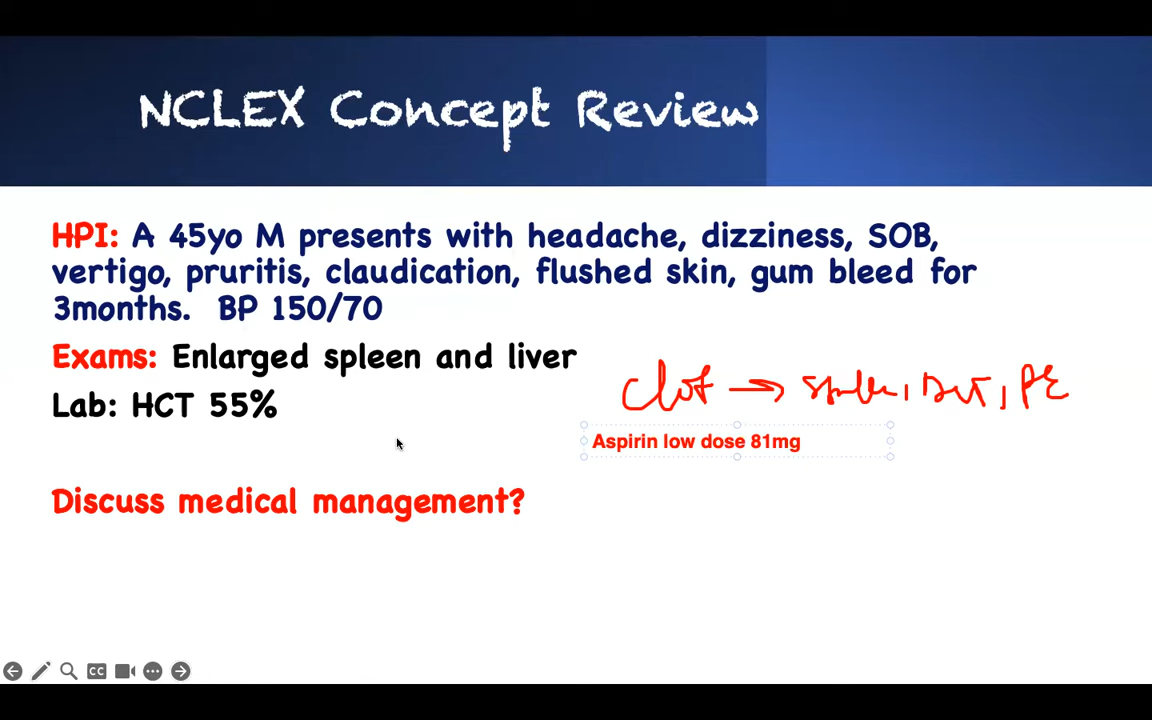 NCLEX Concept Review
HPI: A 45yo M presents with headache, dizziness, SOB,
vertigo, pruritis, claudication, flushed skin, gum bleed for
3months. BP 150/70
Exams: Enlarged spleen and liver
Clot → spleen, DVT, PE
Lab: HCT 55%
Aspirin low dose 81mg
Discuss medical management?
CC